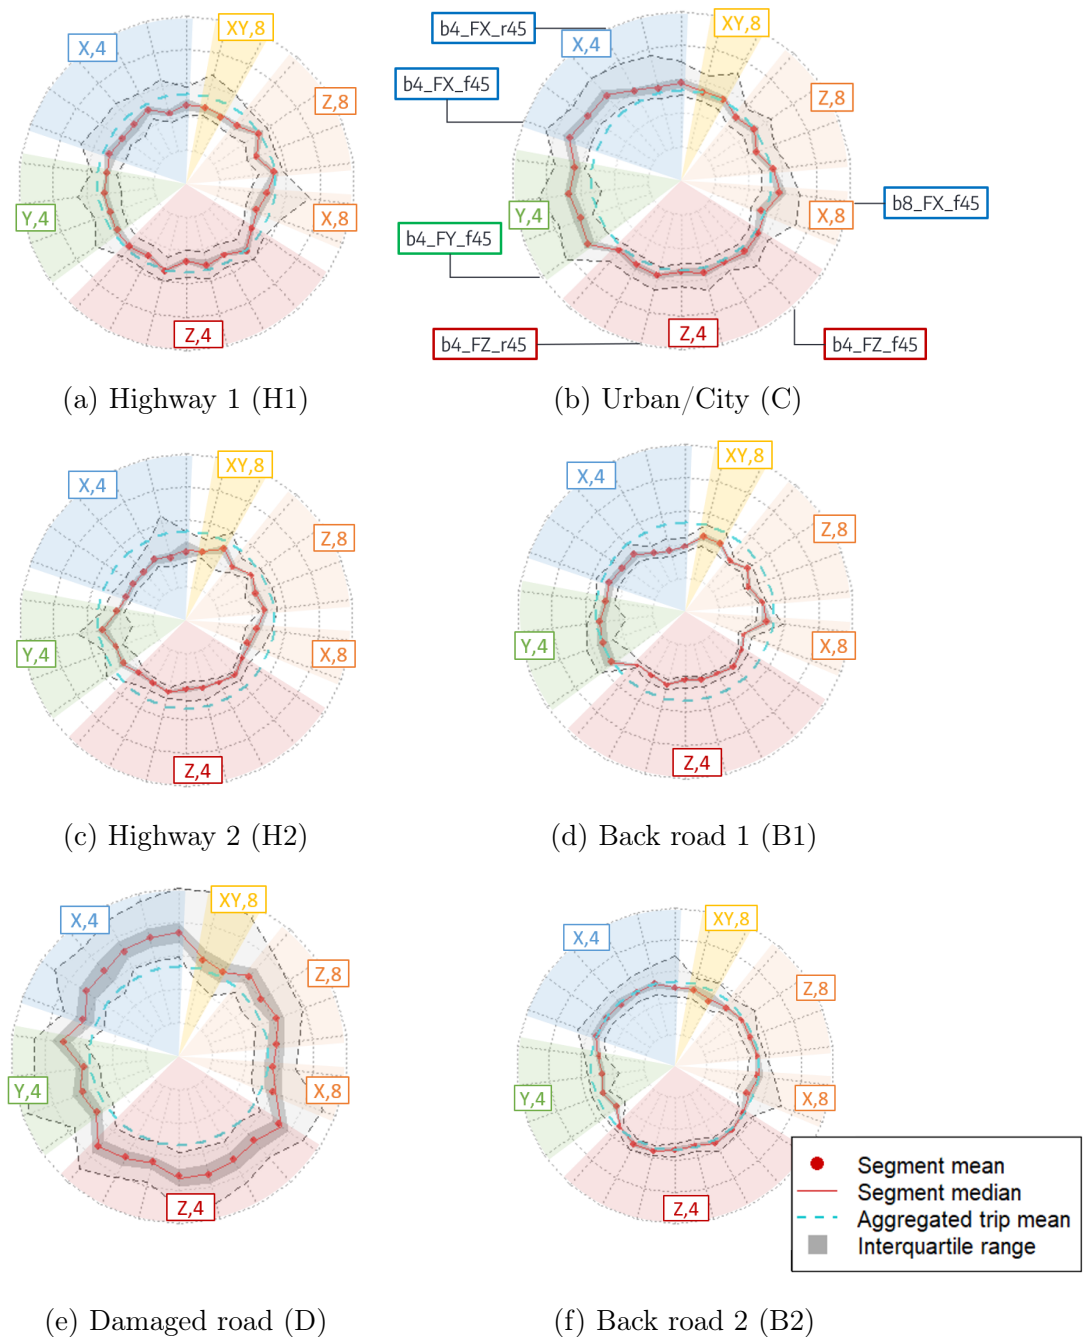 XY,8
X,4
Z,8
Y,4
X,8
Z,4
(a) Highway 1 (H1)
b4_FX_r45
XY,8
X,4
b4_FX_f45
Z,8
b8_FX_f45
Y,4
X,8
b4_FY_f45
Z,4
b4_FZ_r45
b4_FZ_f45
(b) Urban/City (C)
XY,8
X,4
Z,8
Y,4
X,8
Z,4
(c) Highway 2 (H2)
XY,8
X,4
Z,8
Y,4
X,8
Z,4
(d) Back road 1 (B1)
XY,8
X,4
Z,8
Y,4
X,8
Z,4
(e) Damaged road (D)
XY,8
X,4
Z,8
Y,4
X,8
Z,4
Segment mean
Segment median
Aggregated trip mean
Interquartile range
(f) Back road 2 (B2)